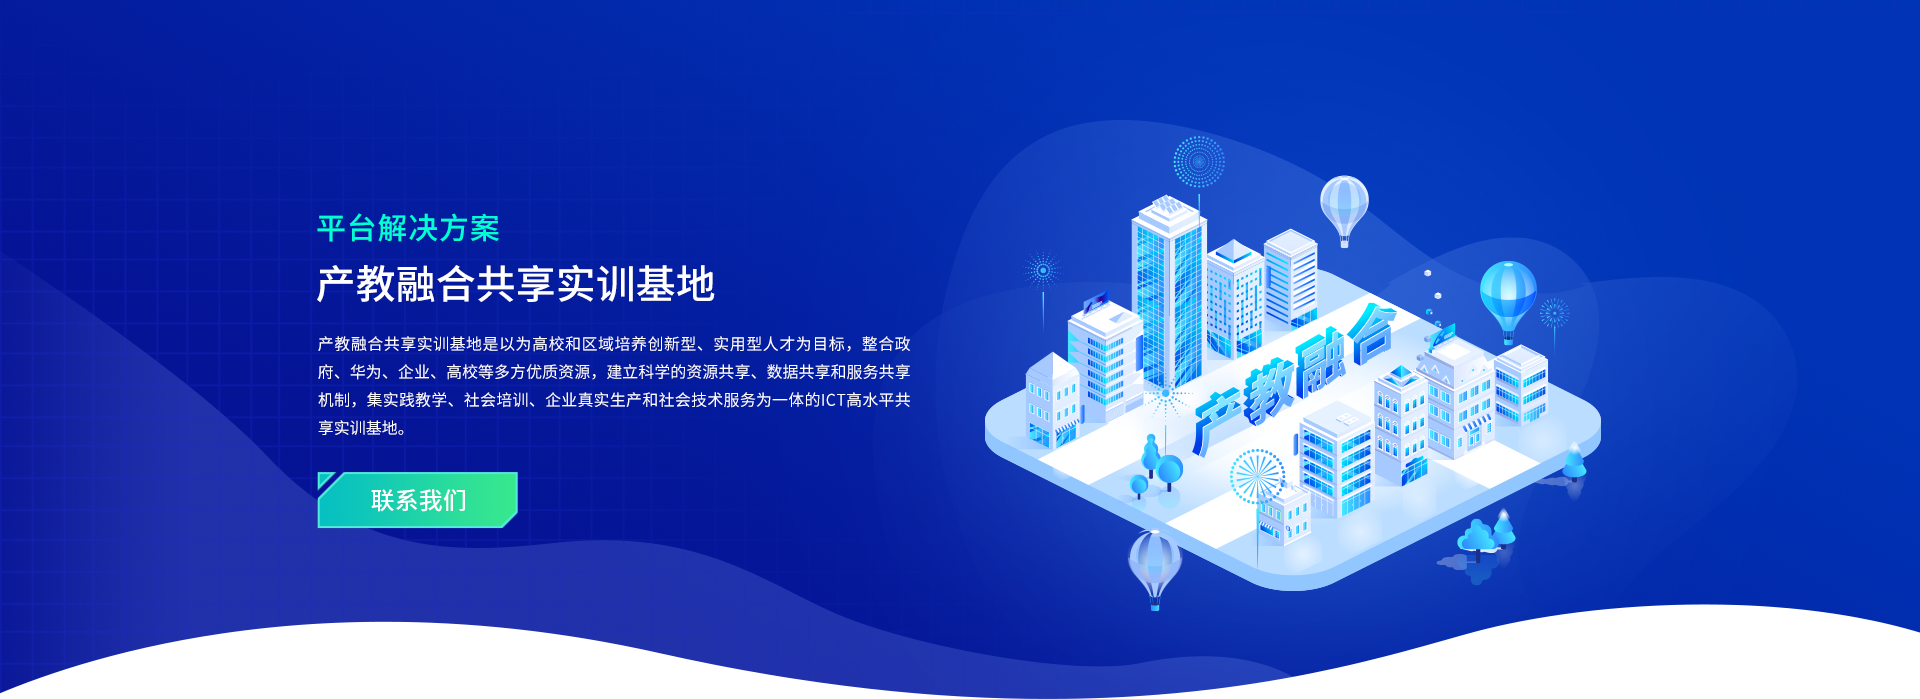 平台解决方案
产教融合共享实训基地
产教融合共享实训基地是以为高校和区域培养创新型、实用型人才为目标，整合政
府、华为、企业、高校等多方优质资源，建立科学的资源共享、数据共享和服务共享
机制，集实践教学、社会培训、企业真实生产和社会技术服务为一体的ICT高水平共
享实训基地。
联系我们
产教融合